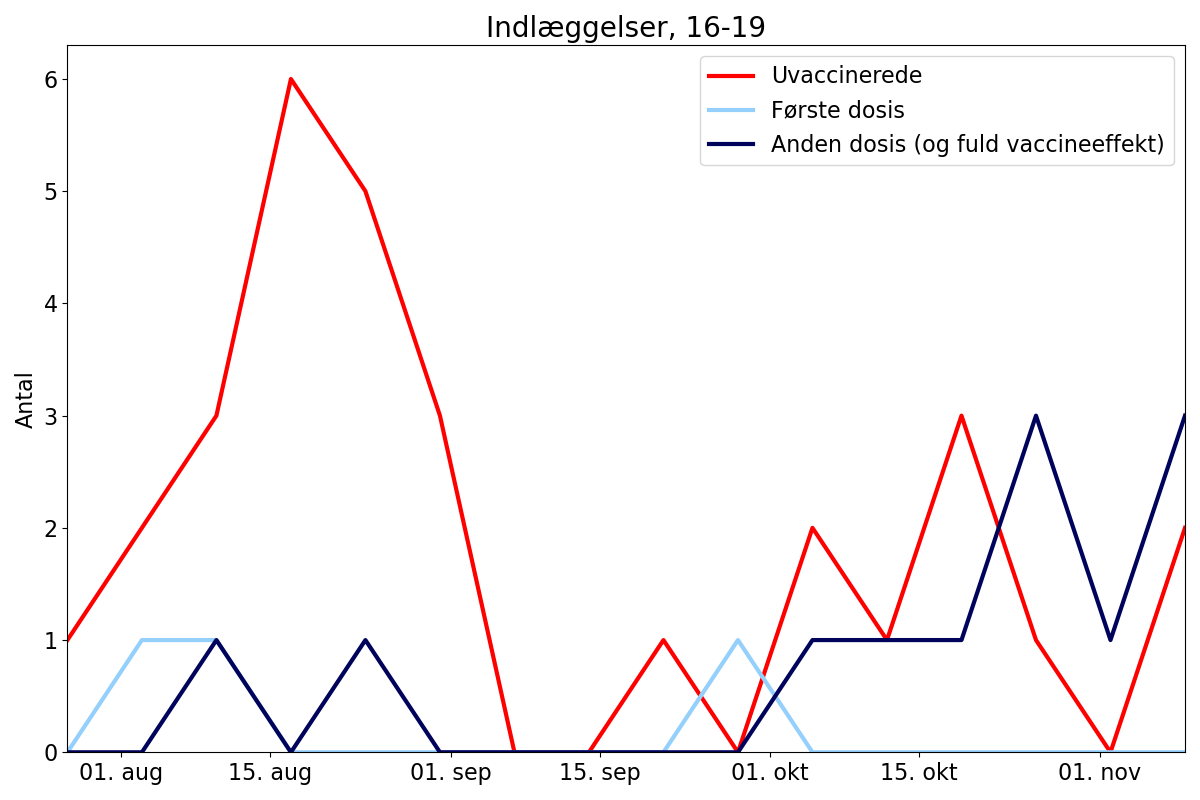 Indlæggelser, 16-19
Uvaccinerede
Første dosis
Anden dosis (og fuld vaccineeffekt)
Antal
6
5
4
3
2
1
0
01. aug
15. aug
01. sep
15. sep
01. okt
15. okt
01. nov